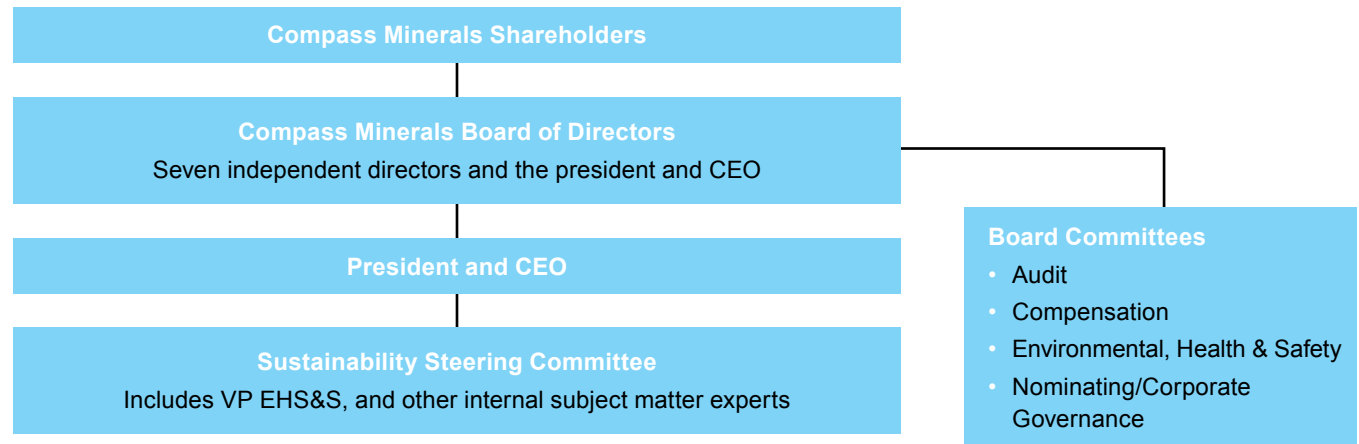 Compass Minerals Shareholders
Compass Minerals Board of Directors
Seven independent directors and the president and CEO
President and CEO
Sustainability Steering Committee
Includes VP EHS&S, and other internal subject matter experts
Board Committees
• Audit
• Compensation
• Environmental, Health & Safety
• Nominating/Corporate
Governance